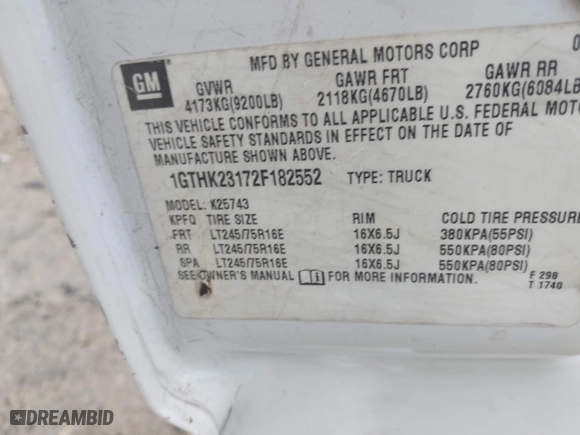 MFD BY GENERAL MOTORS CORP
GM
GVWR GAWR FRT GAWR RR
4173KG(9200LB) 2118KG(4670LB) 2760KG(6084LB
THIS VEHICLE CONFORMS TO ALL APPLICABLE U.S. FEDERAL MOTO
VEHICLE SAFETY STANDARDS IN EFFECT ON THE DATE OF
MANUFACTURE SHOWN ABOVE.
1GTHK23172F182552 TYPE: TRUCK
MODEL: K25743
KPFQ TIRE SIZE RIM COLD TIRE PRESSURE
FRT LT245/75R16E 16X6.5J 380KPA(55PSI)
RR LT245/75R16E 16X6.5J 550KPA(80PSI)
SPA LT245/75R16E 16X6.5J 550KPA(80PSI)
SEE OWNER'S MANUAL FOR MORE INFORMATION.
F 298
T 1740
DREAMBID